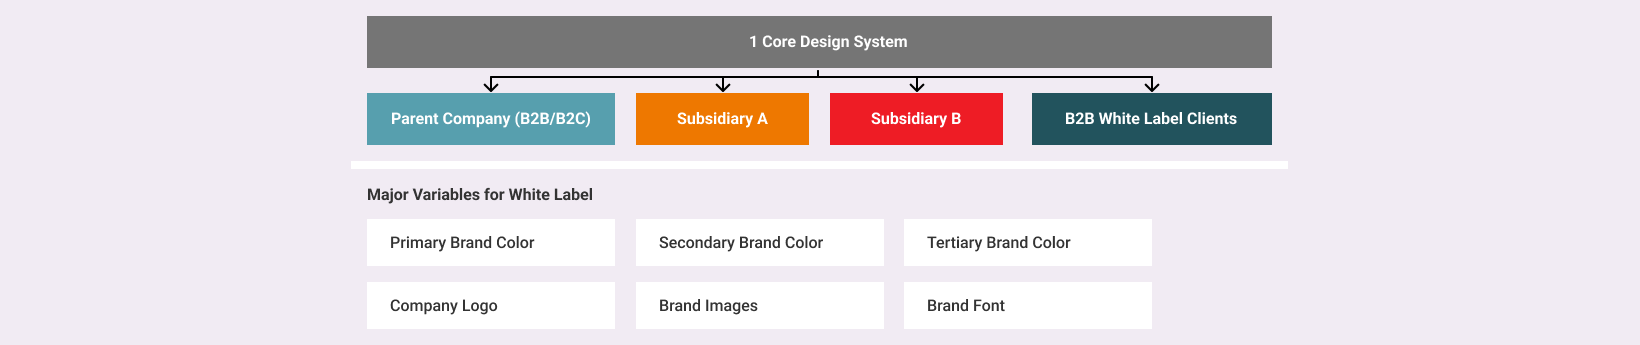 1 Core Design System
Parent Company (B2B/B2C)
Subsidiary A
Subsidiary B
B2B White Label Clients
Major Variables for White Label
Primary Brand Color
Secondary Brand Color
Tertiary Brand Color
Company Logo
Brand Images
Brand Font